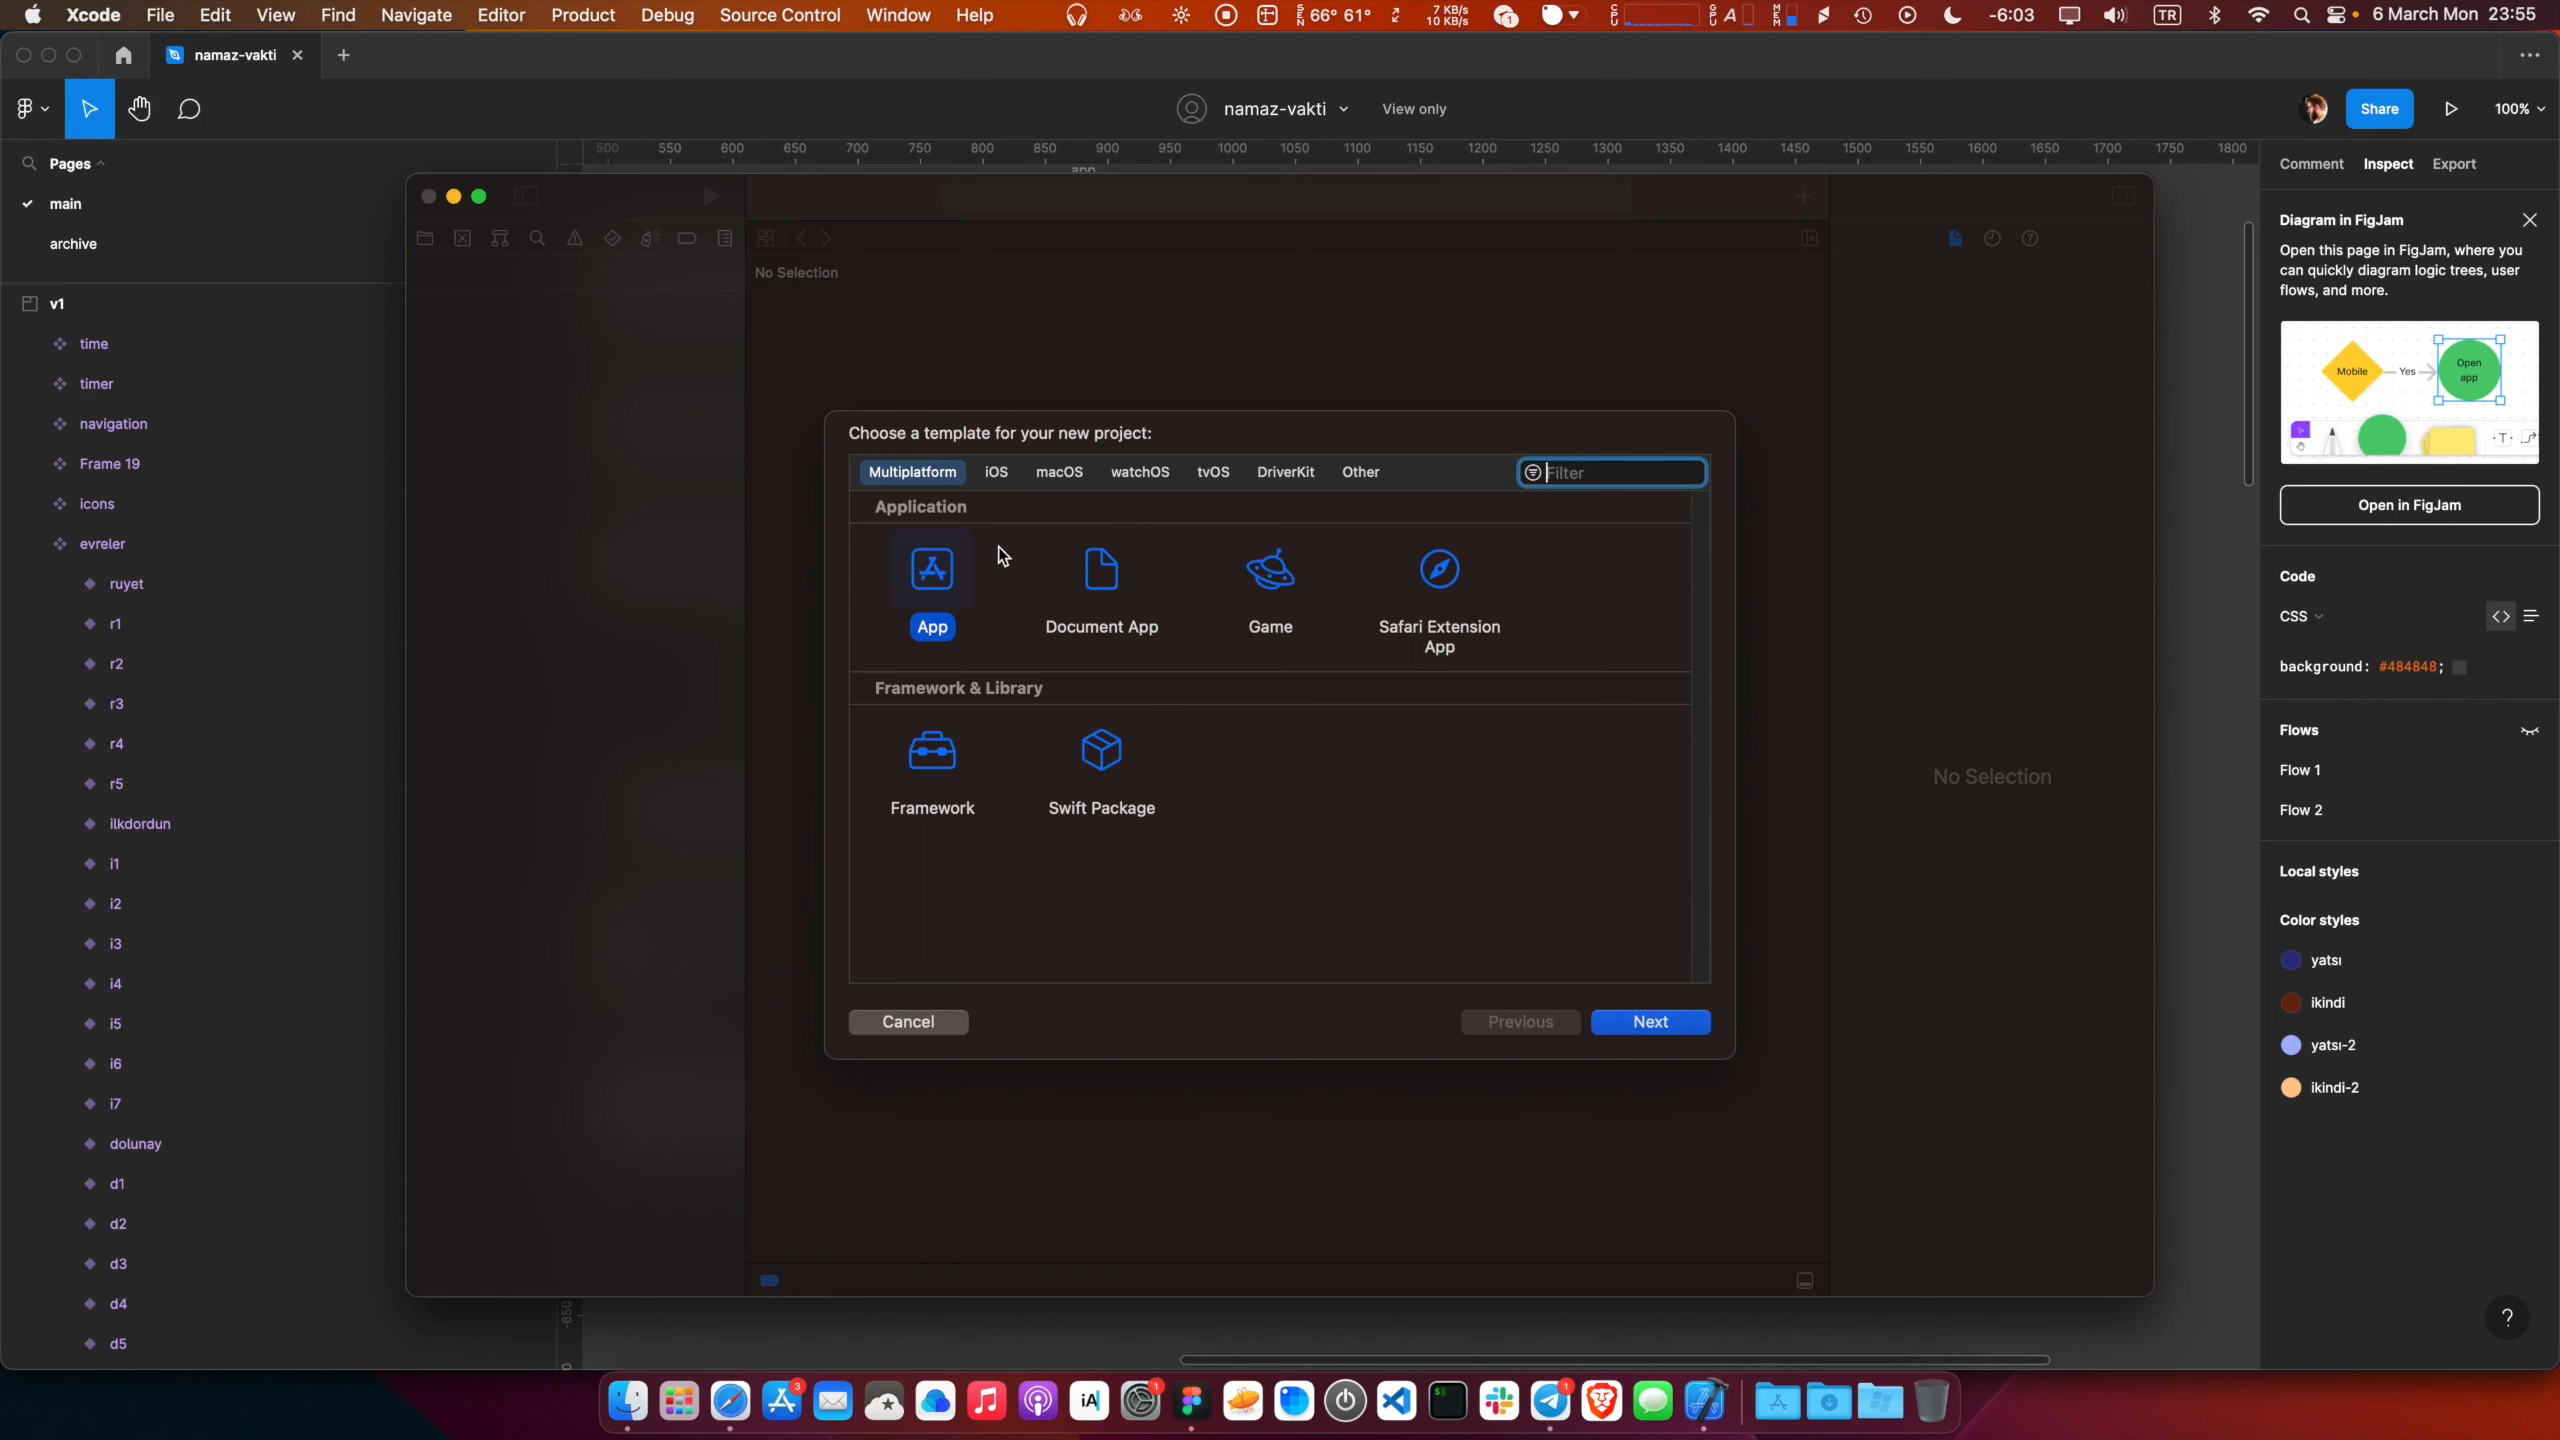 Xcode File Edit View Find Navigate Editor Product Debug Source Control Window Help
66° 61° 7 KB/s 10 KB/s -6:03 TR 6 March Mon 23:55
namaz-vakti
namaz-vakti View only
Share 100%
Pages
main
archive
500 550 600 650 700 750 800 850 900 950 1000 1050 1100 1150 1200 1250 1300 1350 1400 1450 1500 1550 1600 1650 1700 1750 1800
app
v1
time
timer
navigation
Frame 19
icons
evreler
ruyet
r1
r2
r3
r4
r5
ilkdordun
i1
i2
i3
i4
i5
i6
i7
dolunay
d1
d2
d3
d4
d5
No Selection
Choose a template for your new project:
Multiplatform iOS macOS watchOS tvOS DriverKit Other Filter
Application
App
Document App
Game
Safari Extension App
Framework & Library
Framework
Swift Package
Cancel Previous Next
No Selection
-650
0
Comment Inspect Export
Diagram in FigJam
Open this page in FigJam, where you
can quickly diagram logic trees, user
flows, and more.
Mobile Yes Open app
Open in FigJam
Code
CSS
background: #484848;
Flows
Flow 1
Flow 2
Local styles
Color styles
yatsı
ikindi
yatsı-2
ikindi-2
?
3 iA 1 1